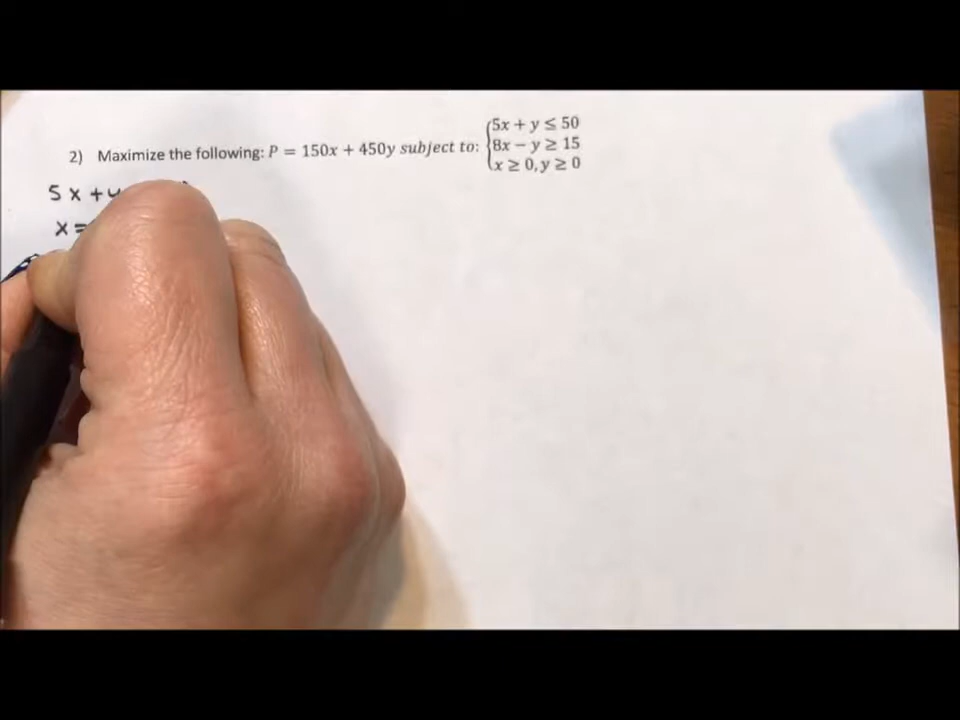 2) Maximize the following: P = 150x + 450y subject to: {5x + y ≤ 50
8x − y ≥ 15
x ≥ 0, y ≥ 0
5x + y
x =